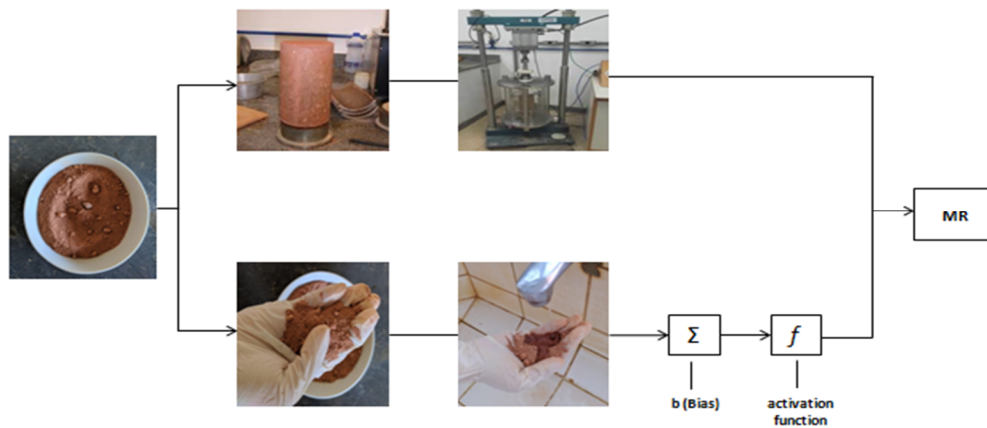 MR
Σ
f
b (Bias)
activation
function